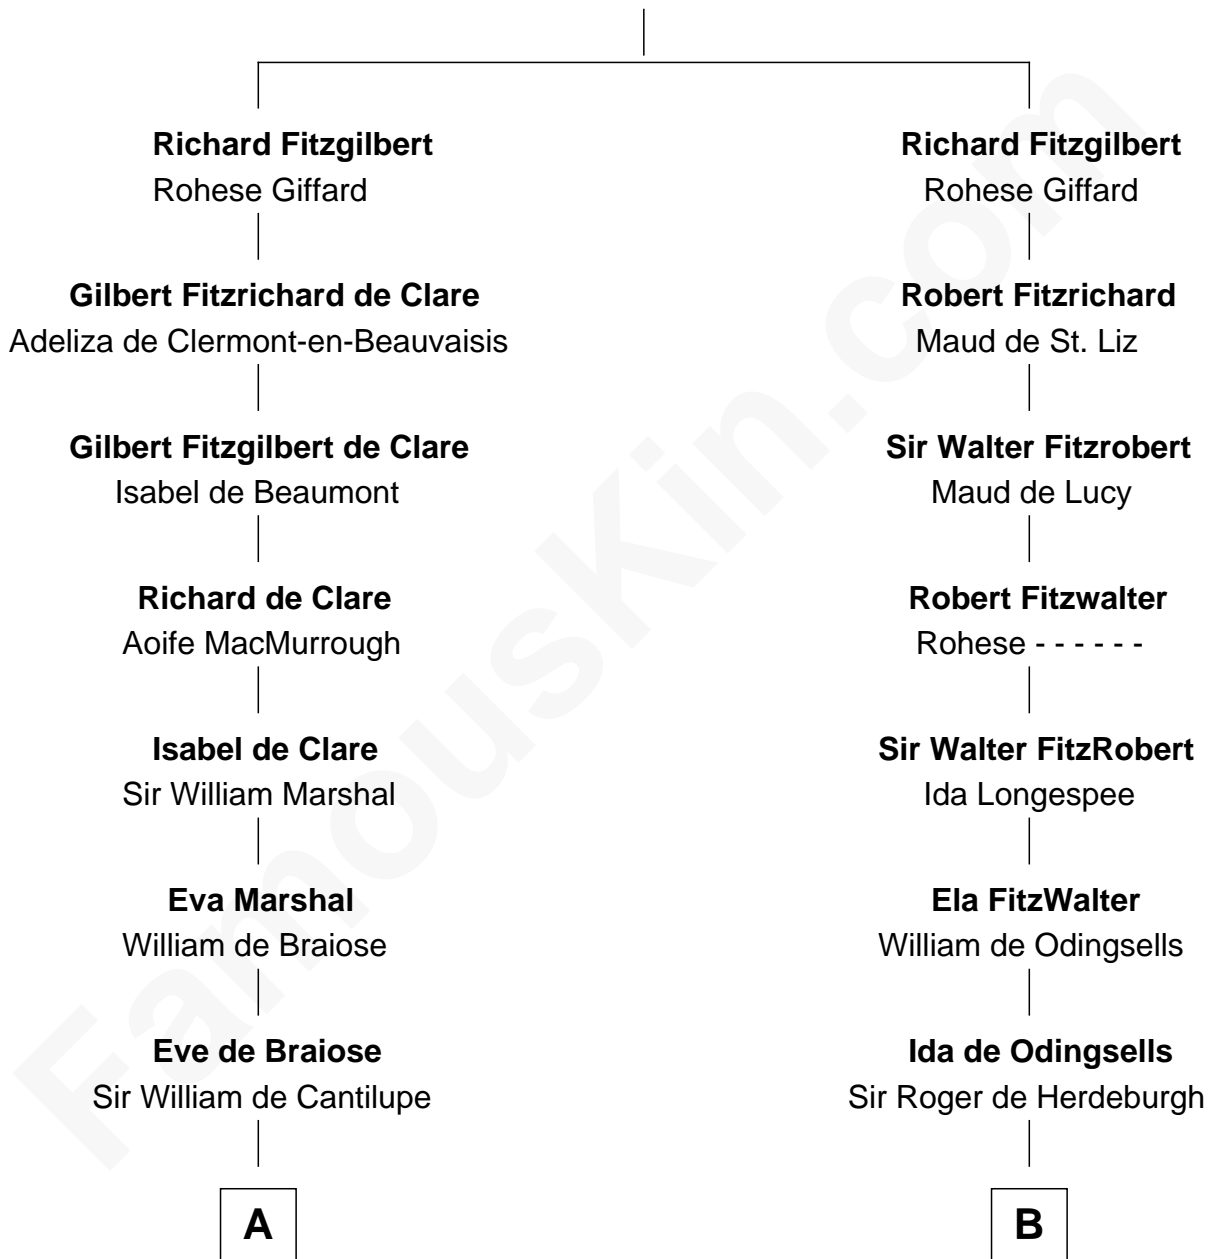 Richard Fitzgilbert
Rohese Giffard
Gilbert Fitzrichard de Clare
Adeliza de Clermont-en-Beauvaisis
Gilbert Fitzgilbert de Clare
Isabel de Beaumont
Richard de Clare
Aoife MacMurrough
Isabel de Clare
Sir William Marshal
Eva Marshal
William de Braiose
Eve de Braiose
Sir William de Cantilupe
A
Richard Fitzgilbert
Rohese Giffard
Robert Fitzrichard
Maud de St. Liz
Sir Walter Fitzrobert
Maud de Lucy
Robert Fitzwalter
Rohese - - - - - -
Sir Walter FitzRobert
Ida Longespee
Ela FitzWalter
William de Odingsells
Ida de Odingsells
Sir Roger de Herdeburgh
B
FamousKin.com